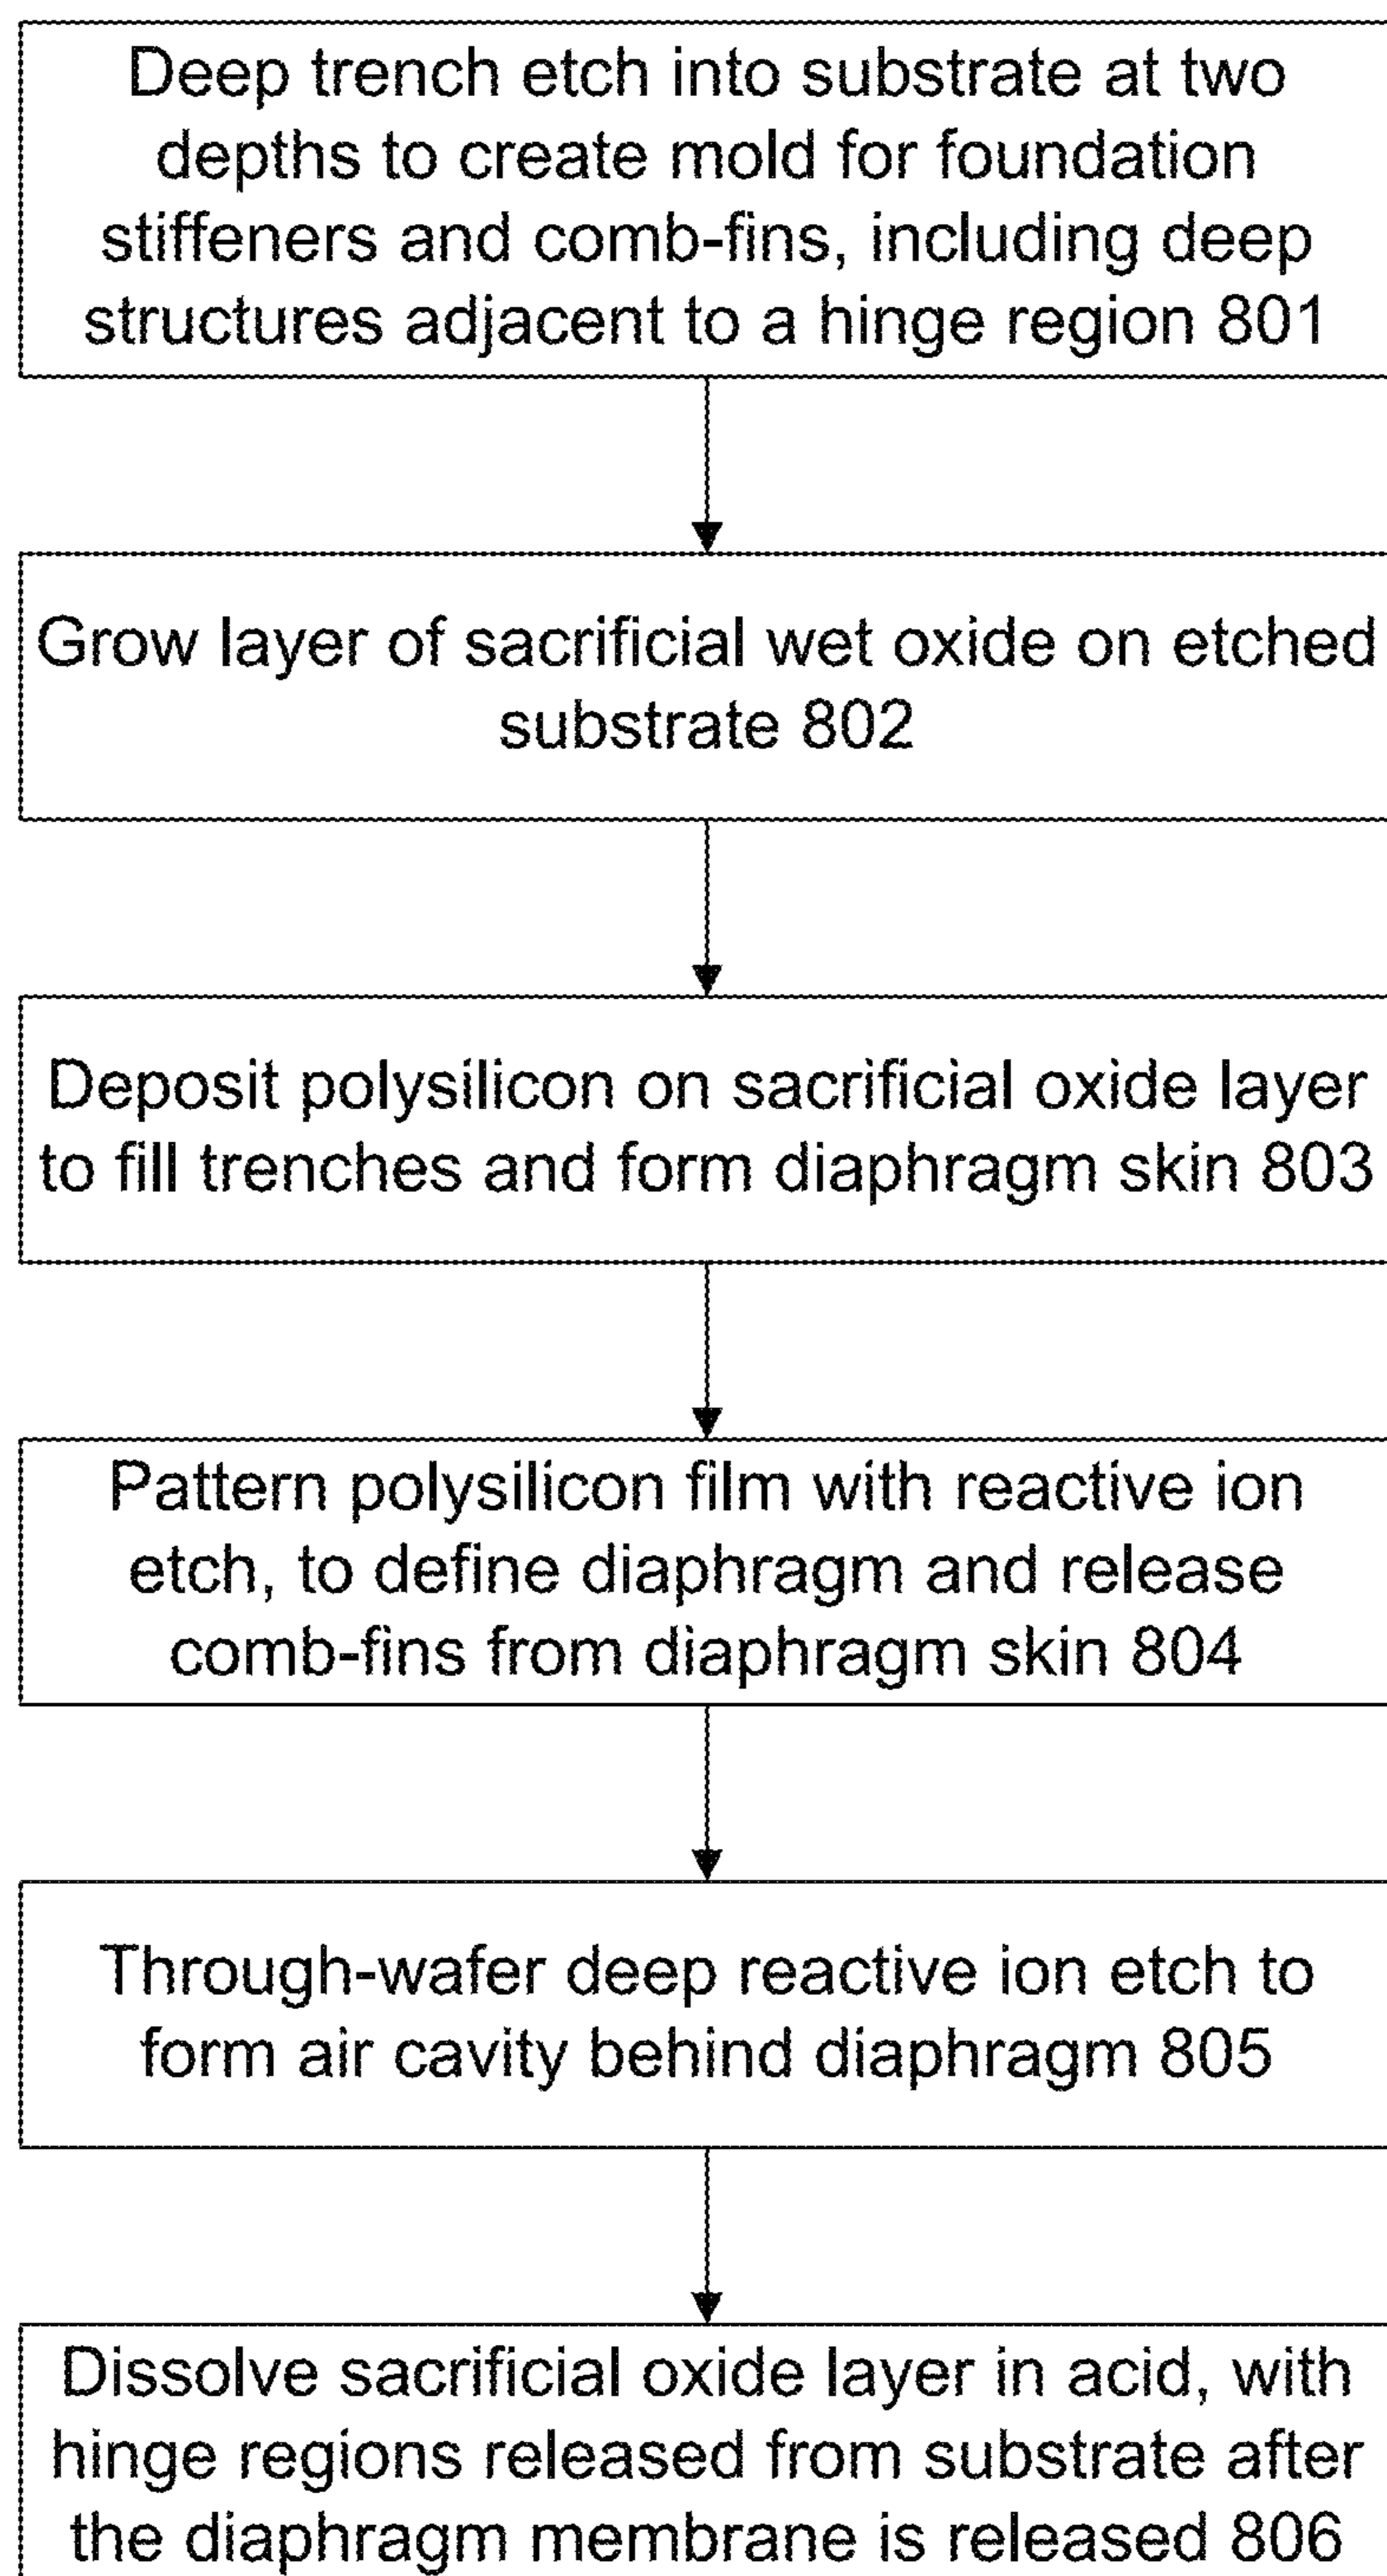 Deep trench etch into substrate at two
depths to create mold for foundation
stiffeners and comb-fins, including deep
structures adjacent to a hinge region 801
Grow layer of sacrificial wet oxide on etched
substrate 802
Deposit polysilicon on sacrificial oxide layer
to fill trenches and form diaphragm skin 803
Pattern polysilicon film with reactive ion
etch, to define diaphragm and release
comb-fins from diaphragm skin 804
Through-wafer deep reactive ion etch to
form air cavity behind diaphragm 805
Dissolve sacrificial oxide layer in acid, with
hinge regions released from substrate after
the diaphragm membrane is released 806